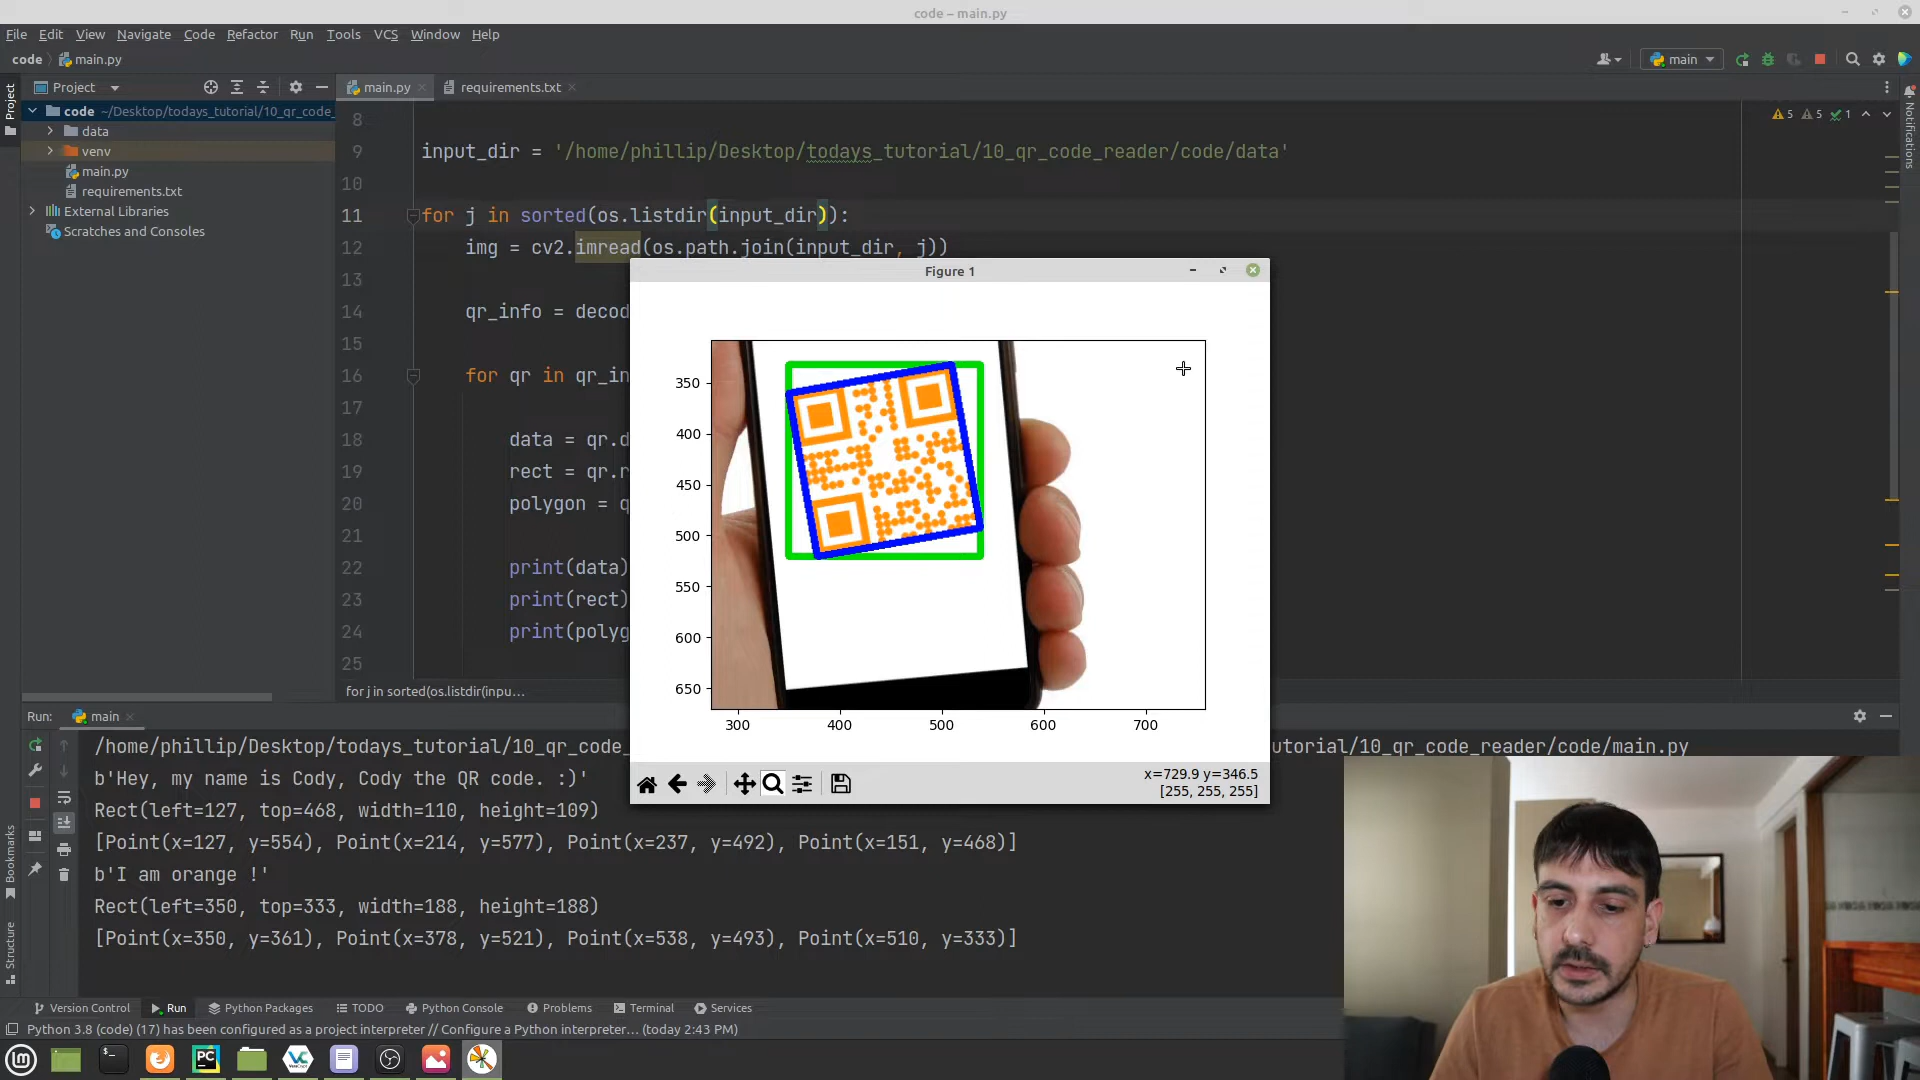 code – main.py
File Edit View Navigate Code Refactor Run Tools VCS Window Help
code main.py
main
Project
main.py
requirements.txt
code ~/Desktop/todays_tutorial/10_qr_code_
data
venv
main.py
requirements.txt
External Libraries
Scratches and Consoles
Project
Bookmarks
Structure
Notifications
5 5 1
8
9 input_dir = '/home/phillip/Desktop/todays_tutorial/10_qr_code_reader/code/data'
10
11 for j in sorted(os.listdir(input_dir)):
12 img = cv2.imread(os.path.join(input_dir, j))
13
14 qr_info = decod
15
16 for qr in qr_in
17
18 data = qr.d
19 rect = qr.r
20 polygon = q
21
22 print(data)
23 print(rect)
24 print(polyg
25
for j in sorted(os.listdir(inpu...
Figure 1
350
400
450
500
550
600
650
300 400 500 600 700
x=729.9 y=346.5
[255, 255, 255]
Run: main
/home/phillip/Desktop/todays_tutorial/10_qr_code_ utorial/10_qr_code_reader/code/main.py
b'Hey, my name is Cody, Cody the QR code. :)'
Rect(left=127, top=468, width=110, height=109)
[Point(x=127, y=554), Point(x=214, y=577), Point(x=237, y=492), Point(x=151, y=468)]
b'I am orange !'
Rect(left=350, top=333, width=188, height=188)
[Point(x=350, y=361), Point(x=378, y=521), Point(x=538, y=493), Point(x=510, y=333)]
Version Control Run Python Packages TODO Python Console Problems Terminal Services
Python 3.8 (code) (17) has been configured as a project interpreter // Configure a Python interpreter... (today 2:43 PM)